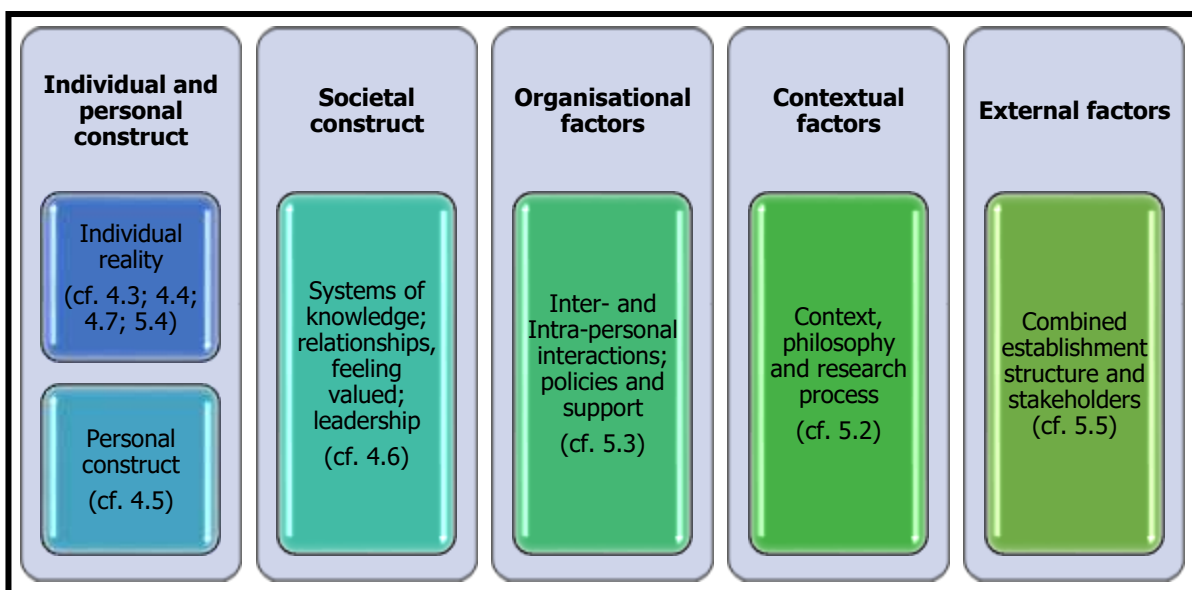 Individual and
personal
construct
Individual
reality
(cf. 4.3; 4.4;
4.7; 5.4)
Personal
construct
(cf. 4.5)
Societal
construct
Systems of
knowledge;
relationships,
feeling
valued;
leadership
(cf. 4.6)
Organisational
factors
Inter- and
Intra-personal
interactions;
policies and
support
(cf. 5.3)
Contextual
factors
Context,
philosophy
and research
process
(cf. 5.2)
External factors
Combined
establishment
structure and
stakeholders
(cf. 5.5)